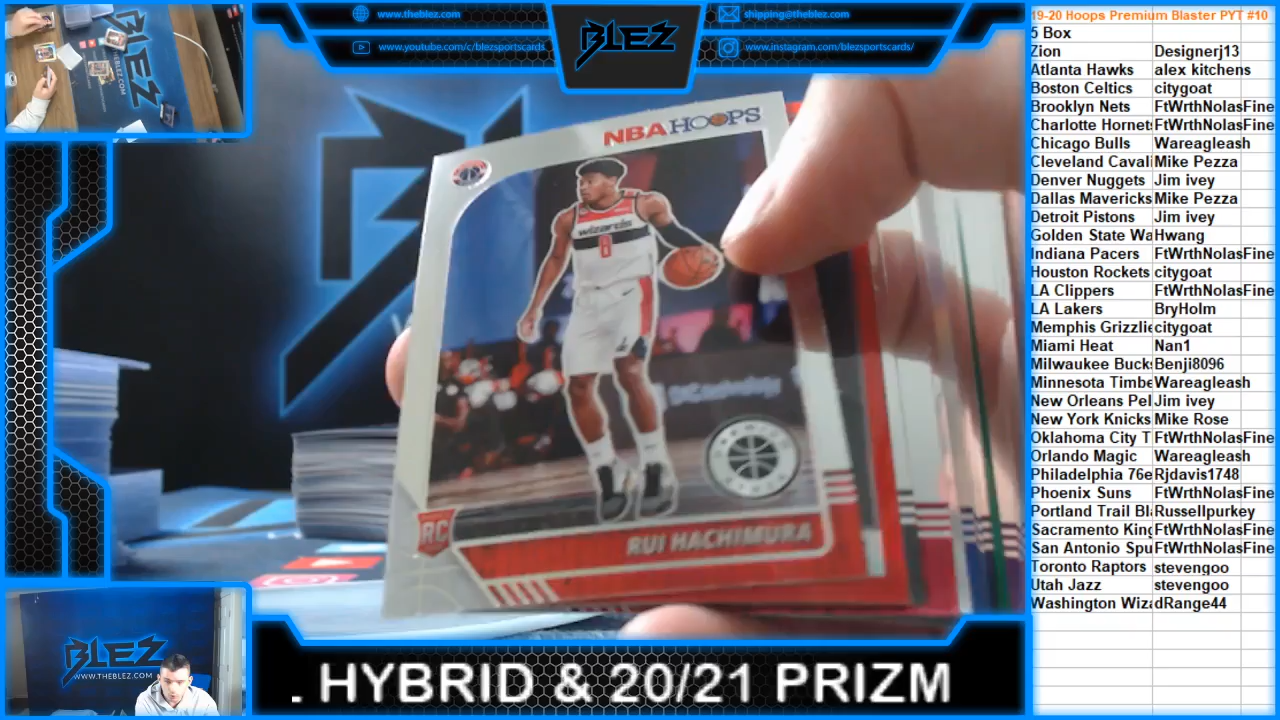 www.theblez.com
shipping@theblez.com
www.youtube.com/c/blezsportscards
www.instagram.com/blezsportscards/
BLEZ
NBA HOOPS
wizards
8
RC
RUI HACHIMURA
BLEZ
BLEZ
WWW.THEBLEZ.COM
. HYBRID & 20/21 PRIZM
19-20 Hoops Premium Blaster PYT #10
5 Box
Zion Designerj13
Atlanta Hawks alex kitchens
Boston Celtics citygoat
Brooklyn Nets FtWrthNolasFine
Charlotte Hornet FtWrthNolasFine
Chicago Bulls Wareagleash
Cleveland Cavali Mike Pezza
Denver Nuggets Jim ivey
Dallas Mavericks Mike Pezza
Detroit Pistons Jim ivey
Golden State Wa Hwang
Indiana Pacers FtWrthNolasFine
Houston Rockets citygoat
LA Clippers FtWrthNolasFine
LA Lakers BryHolm
Memphis Grizzlie citygoat
Miami Heat Nan1
Milwaukee Buck Benji8096
Minnesota Timbe Wareagleash
New Orleans Pel Jim ivey
New York Knicks Mike Rose
Oklahoma City T FtWrthNolasFine
Orlando Magic Wareagleash
Philadelphia 76e Rjdavis1748
Phoenix Suns FtWrthNolasFine
Portland Trail Bl Russellpurkey
Sacramento King FtWrthNolasFine
San Antonio Spu FtWrthNolasFine
Toronto Raptors stevengoo
Utah Jazz stevengoo
Washington Wiza dRange44